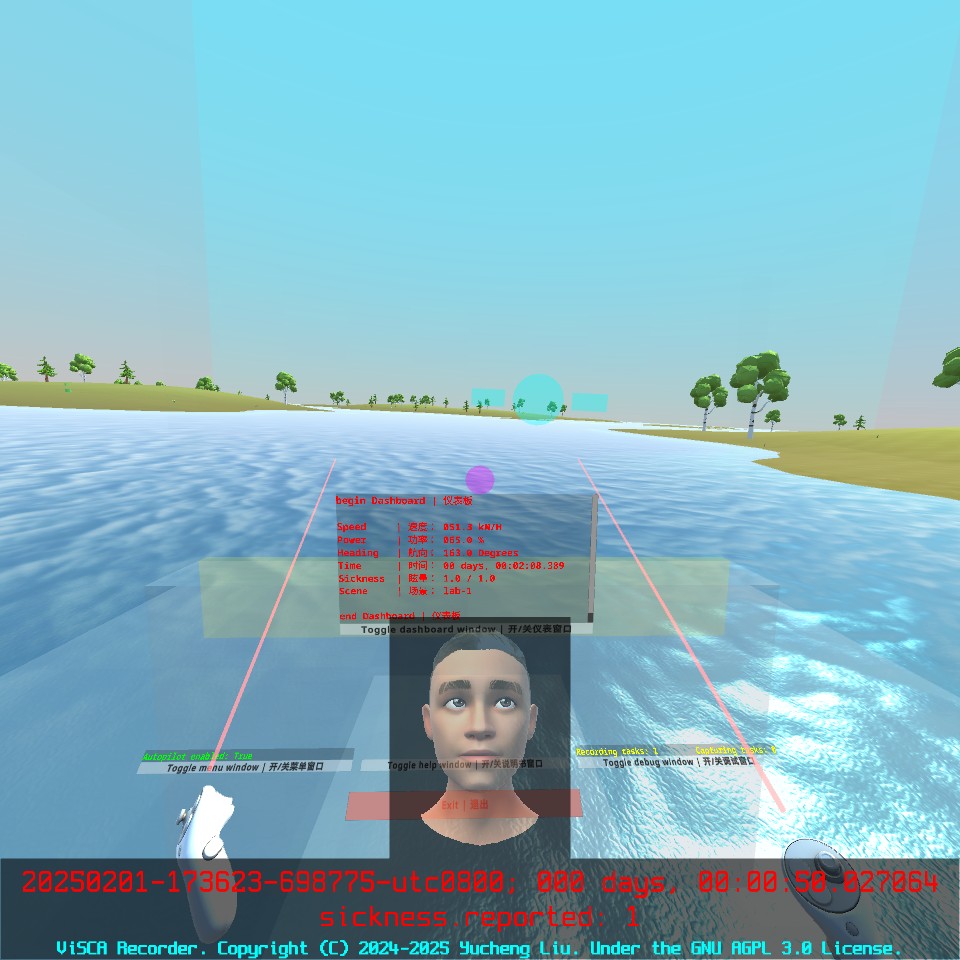 begin Dashboard | 仪表板
Speed | 速度: 051.3 kN/H
Power | 功率: 065.0 %
Heading | 航向: 163.0 Degrees
Time | 时间: 00 days, 00:02:08.389
Sickness | 眩晕: 1.0 / 1.0
Scene | 场景: lab-1
end Dashboard | 仪表板
Toggle dashboard window | 开/关仪表窗口
Autopilot enabled: True
Toggle menu window | 开/关菜单窗口
Toggle help window | 开/关说明书窗口
Recording tasks: 1 Capturing tasks: 0
Toggle debug window | 开/关调试窗口
Exit | 退出
20250201-173623-698775-utc0800; 000 days, 00:00:50.027064
sickness.reported: 1
ViSCA Recorder. Copyright (C) 2024-2025 Yucheng Liu. Under the GNU AGPL 3.0 License.